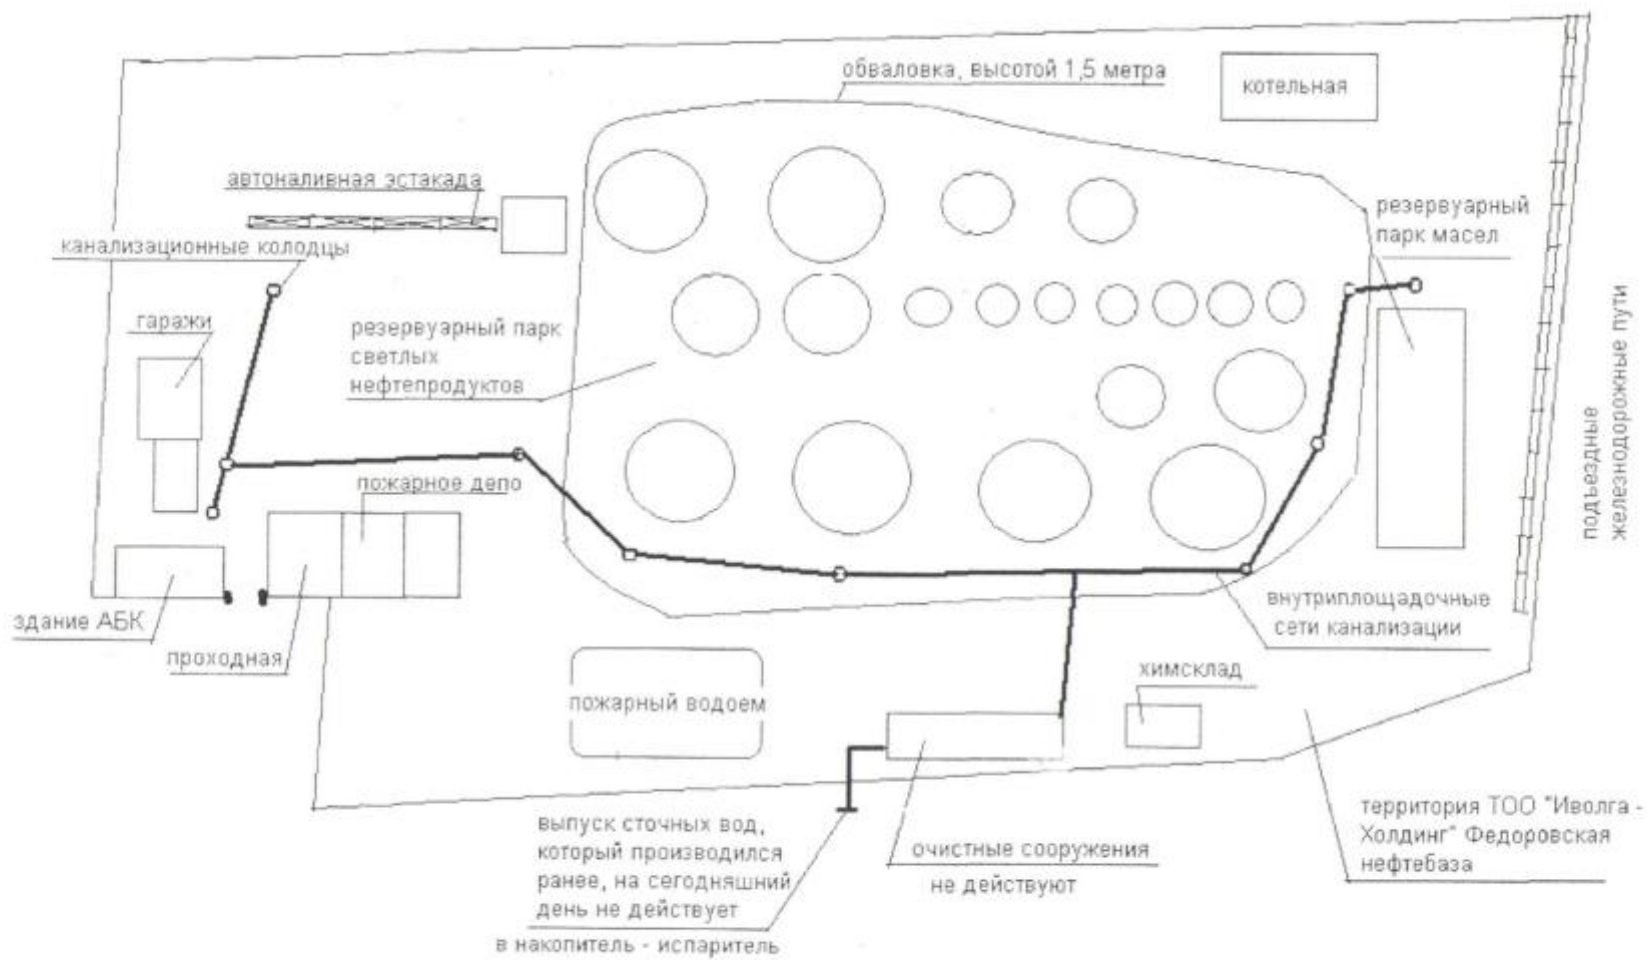 обваловка, высотой 1,5 метра
котельная
автоналивная эстакада
резервуарный
парк масел
канализационные колодцы
гаражи
резервуарный парк
светлых
нефтепродуктов
подъездные
железнодорожные пути
пожарное депо
здание АБК
проходная
внутриплощадочные
сети канализации
химсклад
пожарный водоем
территория ТОО "Иволга -
Холдинг" Федоровская
нефтебаза
выпуск сточных вод,
который производился
ранее, на сегодняшний
день не действует
в накопитель - испаритель
очистные сооружения
не действуют